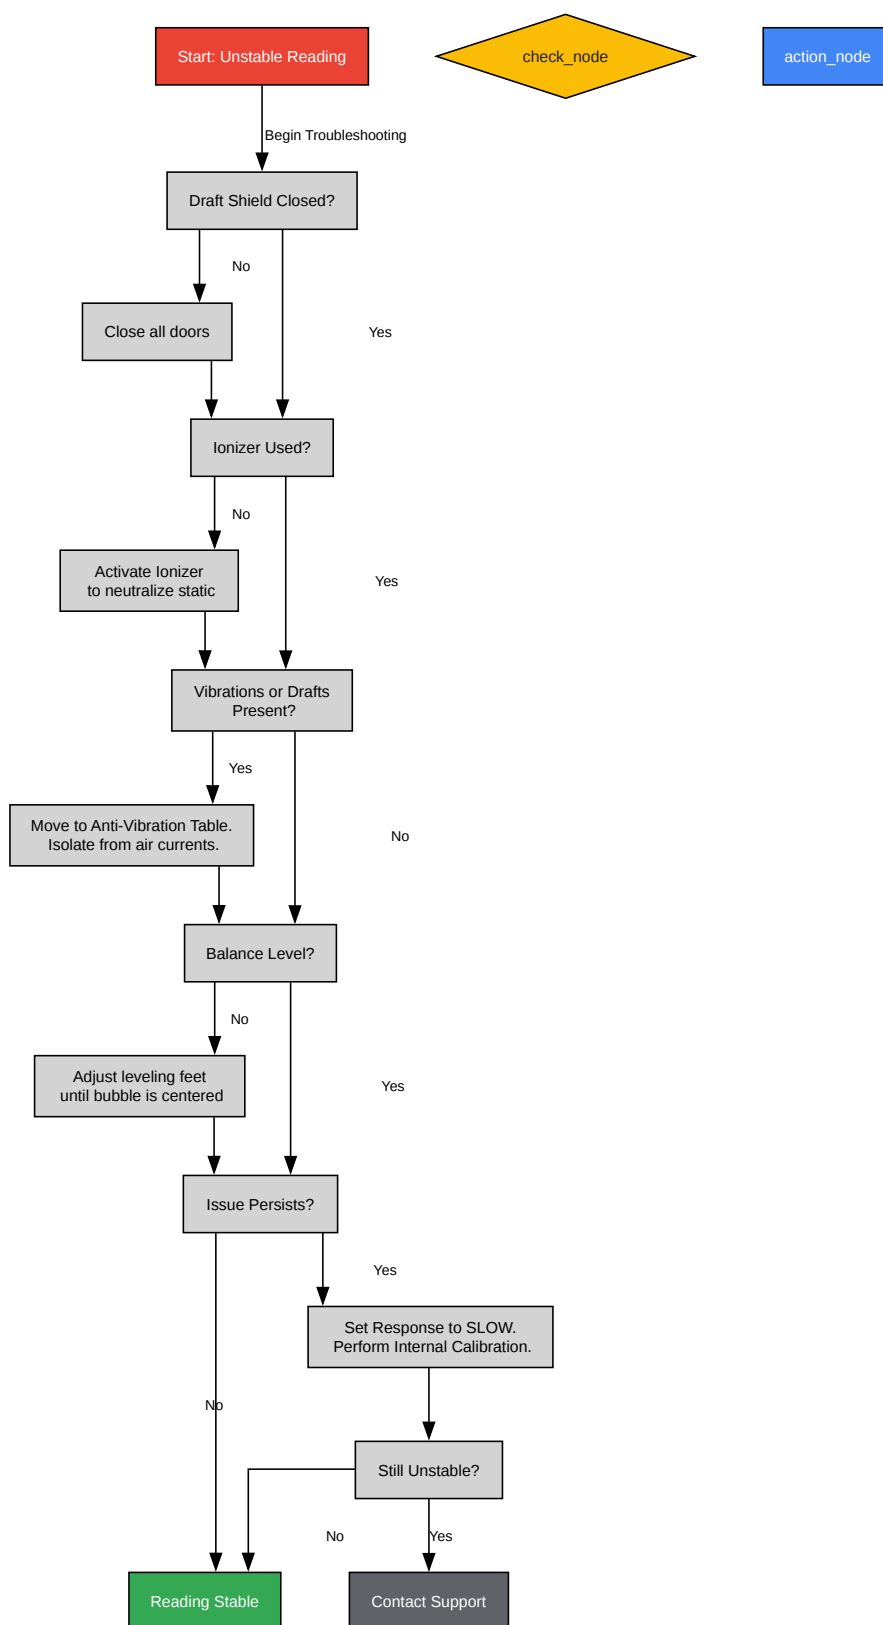 Start: Unstable Reading
check_node
action_node
Begin Troubleshooting
Draft Shield Closed?
No
Close all doors
Yes
Ionizer Used?
No
Activate Ionizer
to neutralize static
Yes
Vibrations or Drafts
Present?
Yes
Move to Anti-Vibration Table.
Isolate from air currents.
No
Balance Level?
No
Adjust leveling feet
until bubble is centered
Yes
Issue Persists?
Yes
Set Response to SLOW.
Perform Internal Calibration.
No
Still Unstable?
No
Yes
Reading Stable
Contact Support